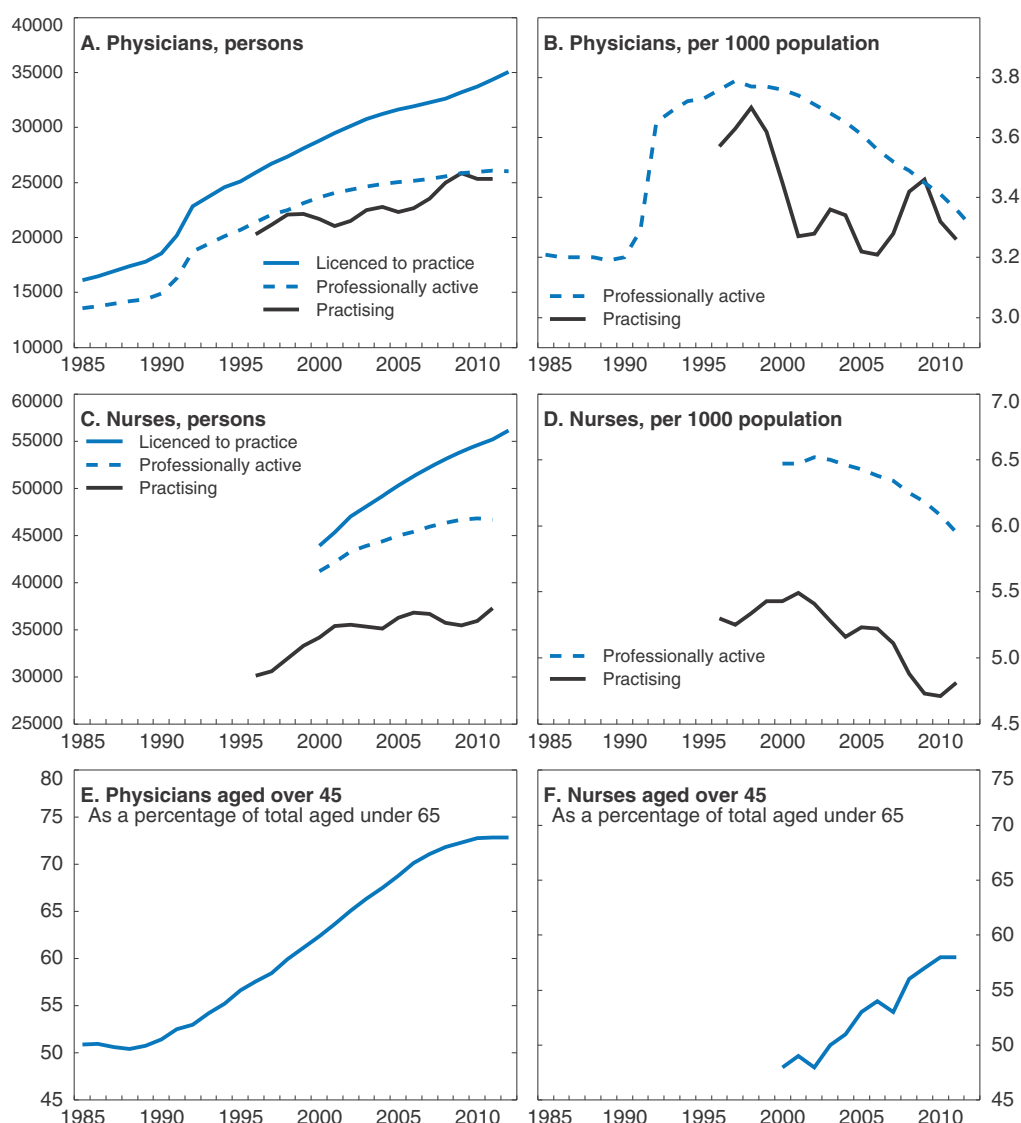 40000
35000
30000
25000
20000
15000
10000
A. Physicians, persons
Licenced to practice
Professionally active
Practising
1985 1990 1995 2000 2005 2010
B. Physicians, per 1000 population
3.8
3.6
3.4
3.2
3.0
Professionally active
Practising
1985 1990 1995 2000 2005 2010
60000
55000
50000
45000
40000
35000
30000
25000
C. Nurses, persons
Licenced to practice
Professionally active
Practising
1985 1990 1995 2000 2005 2010
D. Nurses, per 1000 population
7.0
6.5
6.0
5.5
5.0
4.5
Professionally active
Practising
1985 1990 1995 2000 2005 2010
80
75
70
65
60
55
50
45
E. Physicians aged over 45
As a percentage of total aged under 65
1985 1990 1995 2000 2005 2010
F. Nurses aged over 45
As a percentage of total aged under 65
75
70
65
60
55
50
45
1985 1990 1995 2000 2005 2010